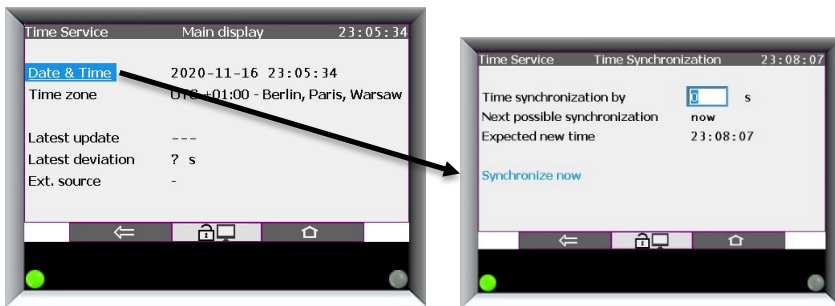 Time Service Main display 23:05:34
Date & Time 2020-11-16 23:05:34
Time zone UTC +01:00 - Berlin, Paris, Warsaw
Latest update ---
Latest deviation ? s
Ext. source -
Time Service Time Synchronization 23:08:07
Time synchronization by 0 s
Next possible synchronization now
Expected new time 23:08:07
Synchronize now